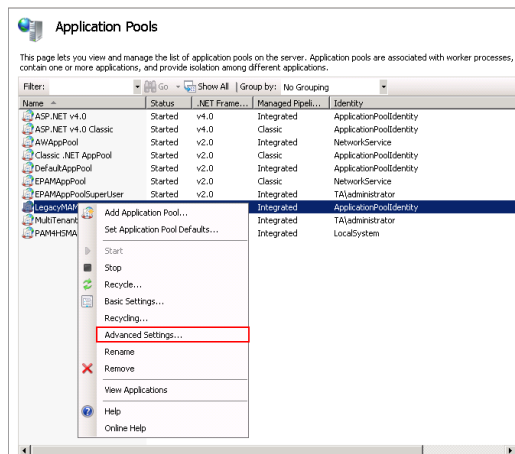 Application Pools
This page lets you view and manage the list of application pools on the server. Application pools are associated with worker processes,
contain one or more applications, and provide isolation among different applications.
Filter: Go Show All Group by: No Grouping
Name Status .NET Frame... Managed Pipeli... Identity
ASP.NET v4.0 Started v4.0 Integrated ApplicationPoolIdentity
ASP.NET v4.0 Classic Started v4.0 Classic ApplicationPoolIdentity
AWAppPool Started v2.0 Integrated NetworkService
Classic .NET AppPool Started v2.0 Classic ApplicationPoolIdentity
DefaultAppPool Started v2.0 Integrated ApplicationPoolIdentity
EPAMAppPool Started v2.0 Classic NetworkService
EPAMAppPoolSuperUser Started v2.0 Integrated TA\administrator
LegacyMAM Integrated ApplicationPoolIdentity
MultiTenant Integrated TA\administrator
PAM4HSMA Integrated LocalSystem
Add Application Pool...
Set Application Pool Defaults...
Start
Stop
Recycle...
Basic Settings...
Recycling...
Advanced Settings...
Rename
Remove
View Applications
Help
Online Help